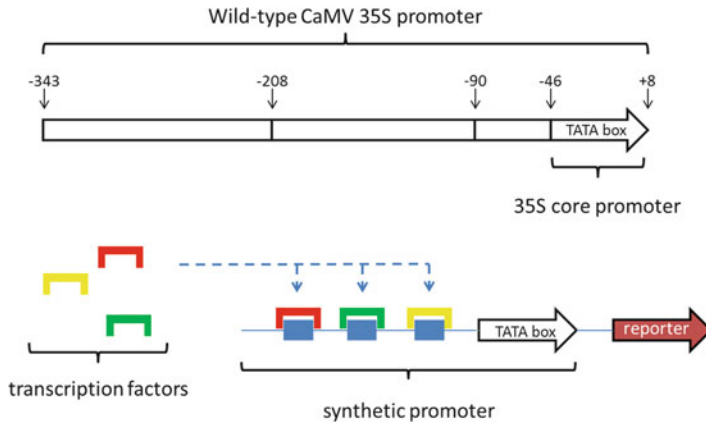 Wild-type CaMV 35S promoter
-343
-208
-90
-46
+8
TATA box
35S core promoter
TATA box
reporter
transcription factors
synthetic promoter